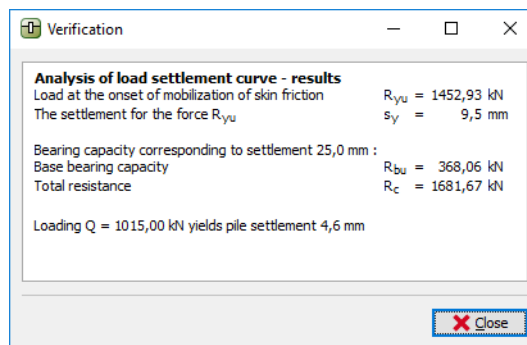 Verification
Analysis of load settlement curve - results
Load at the onset of mobilization of skin friction Ryu = 1452,93 kN
The settlement for the force Ryu sy = 9,5 mm
Bearing capacity corresponding to settlement 25,0 mm :
Base bearing capacity Rbu = 368,06 kN
Total resistance Rc = 1681,67 kN
Loading Q = 1015,00 kN yields pile settlement 4,6 mm
Close